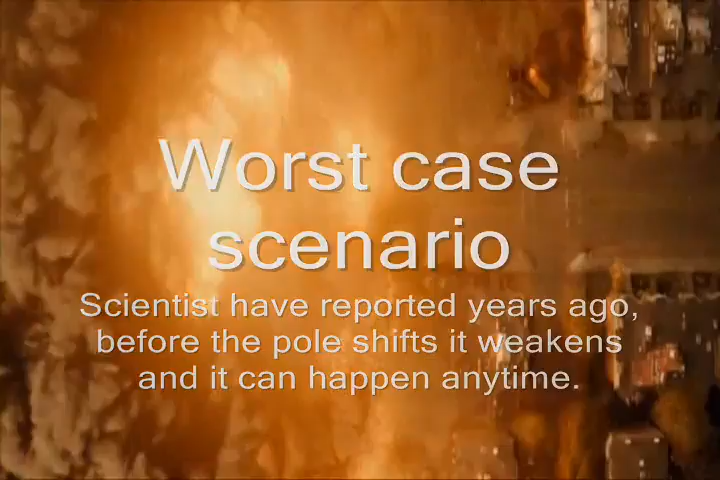 Worst case
scenario
Scientist have reported years ago,
before the pole shifts it weakens
and it can happen anytime.